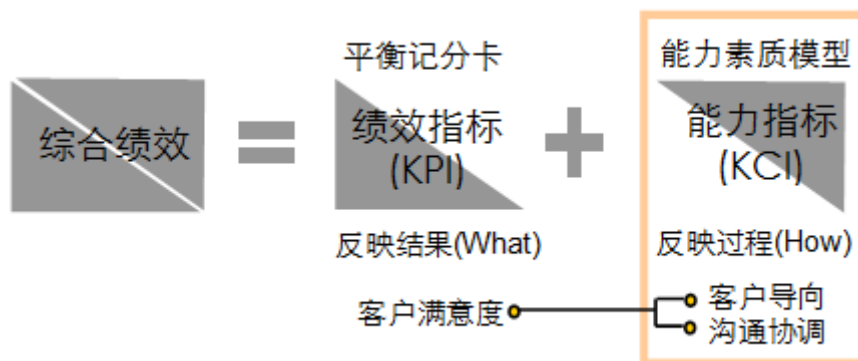 平衡记分卡
能力素质模型
综合绩效
=
绩效指标
(KPI)
+
能力指标
(KCI)
反映结果(What)
反映过程(How)
客户满意度
客户导向
沟通协调